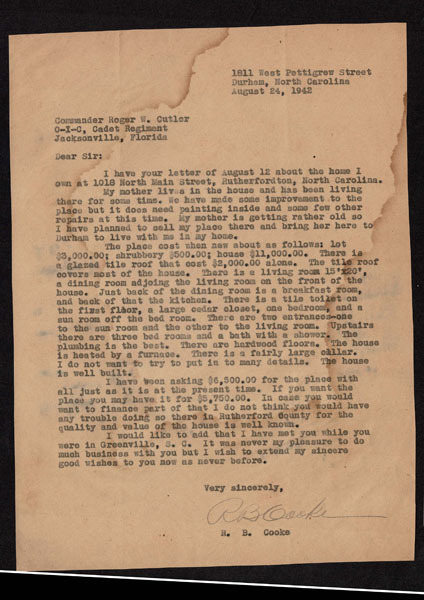 1811 West Pettigrew Street
Durham, North Carolina
August 24, 1942
Commander Roger W. Cutler
O-I-C, Cadet Regiment
Jacksonville, Florida
Dear Sir:
I have your letter of August 12 about the home I
own at 1018 North Main Street, Rutherfordton, North Carolina.
My mother lives in the house and has been living
there for some time. We have made some improvement to the
place but it does need painting inside and some few other
repairs at this time. My mother is getting rather old so
I have planned to sell my place there and bring her here to
Durham to live with me in my home.
The place cost when new about as follows: lot
$3,000.00; shrubbery $500.00; house $11,000.00. There is
a glazed tile roof that cost $2,000.00 alone. The tile roof
covers most of the house. There is a living room 15'x20',
a dining room adjoing the living room on the front of the
house. Just back of the dining room is a breakfast room,
and back of that the kitchen. There is a tile toilet on
the first floor, a large cedar closet, one bedroom, and a
sun room off the bed room. There are two entrances-one
to the sun room and the other to the living room. Upstairs
there are three bed rooms and a bath with a shower. The
plumbing is the best. There are hardwood floors. The house
is heated by a furnace. There is a fairly large cellar.
I do not want to try to put in to many details. The house
is well built.
I have been asking $6,500.00 for the place with
all just as it is at the present time. If you want the
place you may have it for $5,750.00. In case you would
want to finance part of that I do not think you would have
any trouble doing so there in Rutherford County for the
quality and value of the house is well known.
I would like to add that I have met you while you
were in Greenville, S. C. It was never my pleasure to do
much business with you but I wish to extend my sincere
good wishes to you now as never before.
Very sincerely,
RB Cooke
R. B. Cooke